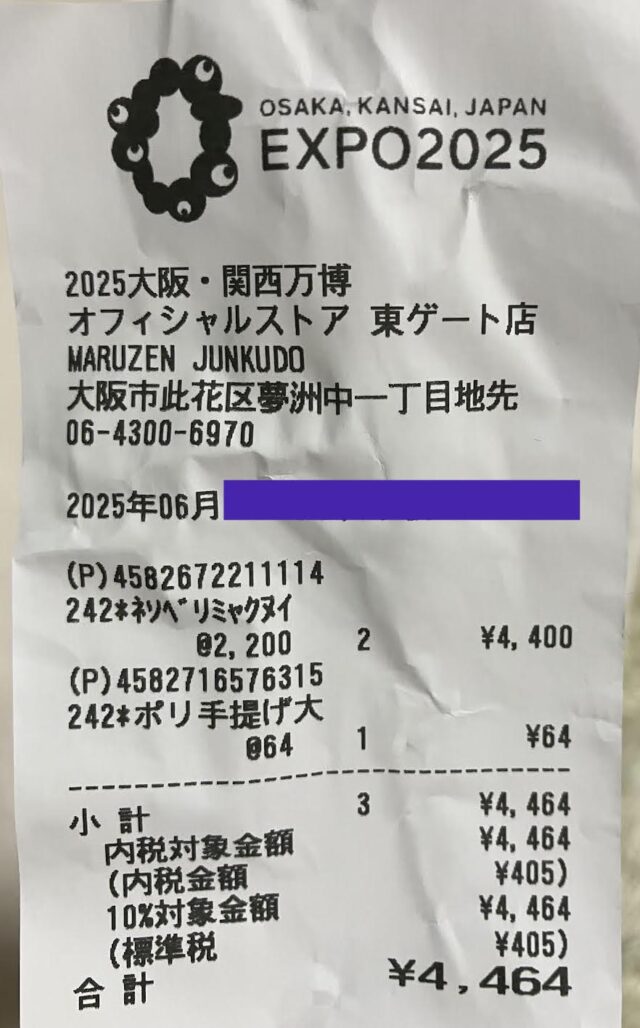 OSAKA, KANSAI, JAPAN
EXPO2025
2025大阪・関西万博
オフィシャルストア 東ゲート店
MARUZEN JUNKUDO
大阪市此花区夢洲中一丁目地先
06-4300-6970
2025年06月
(P)4582672211114
242*ﾈｿﾍﾞﾘﾐｬｸﾇｲ
@2,200 2 ¥4,400
(P)4582716576315
242*ポリ手提げ大
@64 1 ¥64
小 計 3 ¥4,464
内税対象金額 ¥4,464
(内税金額 ¥405)
10%対象金額 ¥4,464
(標準税 ¥405)
合 計 ¥4,464